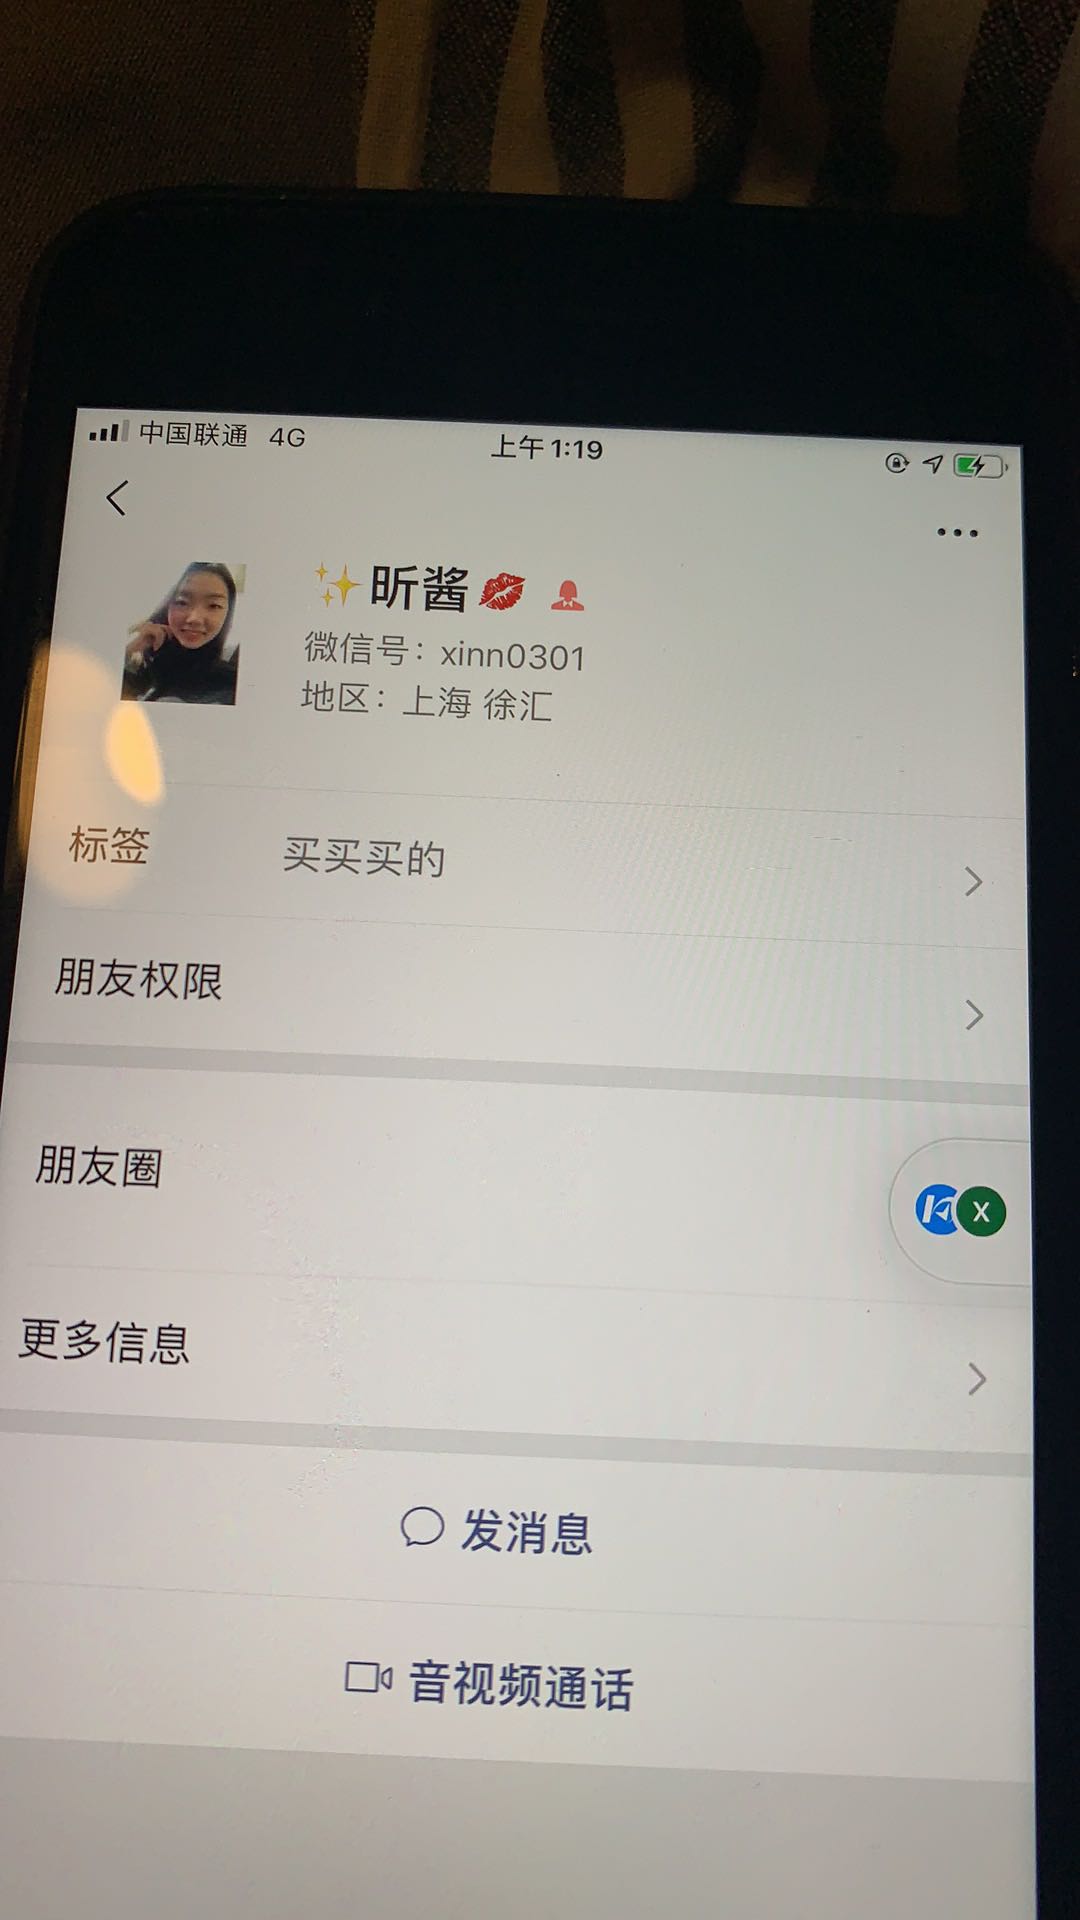 中国联通 4G 上午1:19
✨昕酱💋
微信号：xinn0301
地区：上海 徐汇
标签 买买买的
朋友权限
朋友圈
X
更多信息
发消息
音视频通话